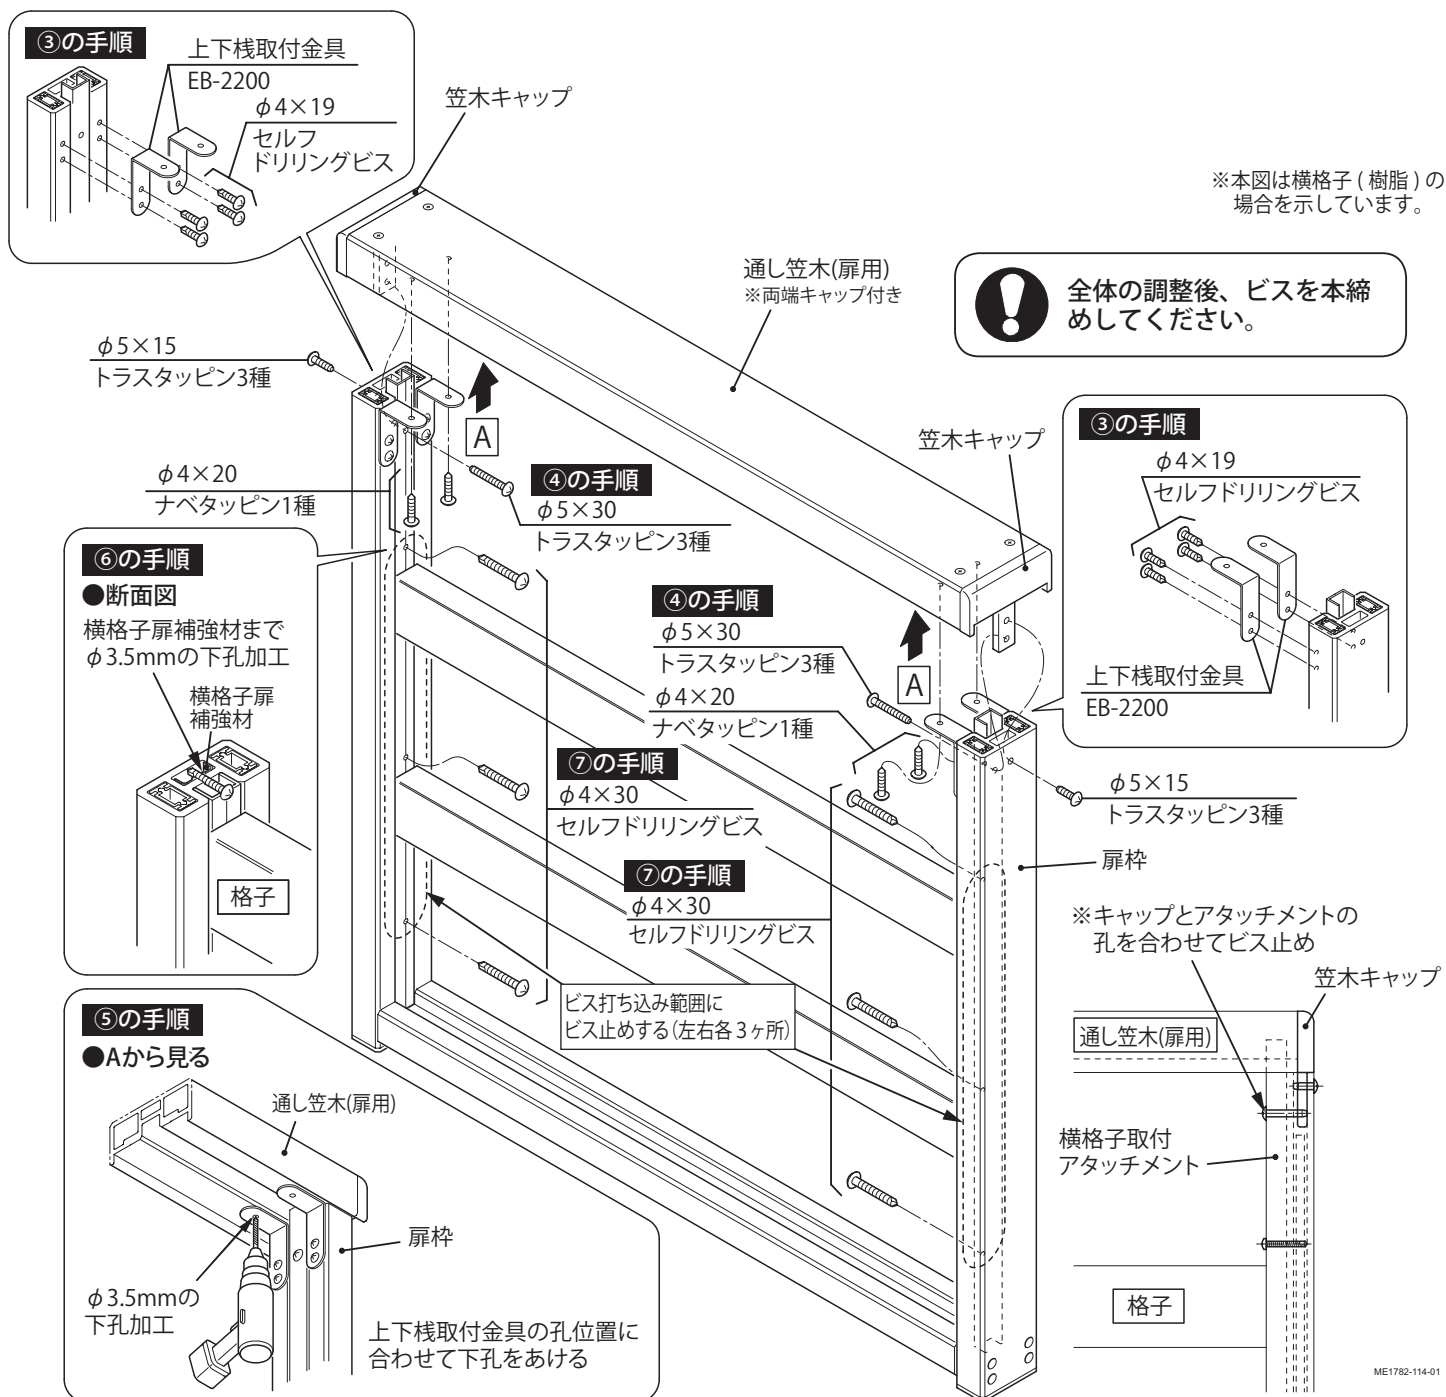 ③の手順
上下桟取付金具
EB-2200
φ4×19
セルフ
ドリリングビス
笠木キャップ
※本図は横格子 ( 樹脂 ) の
場合を示しています。
通し笠木(扉用)
※両端キャップ付き
全体の調整後、ビスを本締
めしてください。
φ5×15
トラスタッピン3種
A
笠木キャップ
③の手順
φ4×19
セルフドリリングビス
上下桟取付金具
EB-2200
φ4×20
ナベタッピン1種
④の手順
φ5×30
トラスタッピン3種
⑥の手順
●断面図
横格子扉補強材まで
φ3.5mmの下孔加工
横格子扉
補強材
格子
④の手順
φ5×30
トラスタッピン3種
A
φ4×20
ナベタッピン1種
⑦の手順
φ4×30
セルフドリリングビス
φ5×15
トラスタッピン3種
扉枠
⑦の手順
φ4×30
セルフドリリングビス
※キャップとアタッチメントの
孔を合わせてビス止め
笠木キャップ
ビス打ち込み範囲に
ビス止めする(左右各3ヶ所)
⑤の手順
●Aから見る
通し笠木(扉用)
扉枠
φ3.5mmの
下孔加工
上下桟取付金具の孔位置に
合わせて下孔をあける
通し笠木(扉用)
横格子取付
アタッチメント
格子
ME1782-114-01